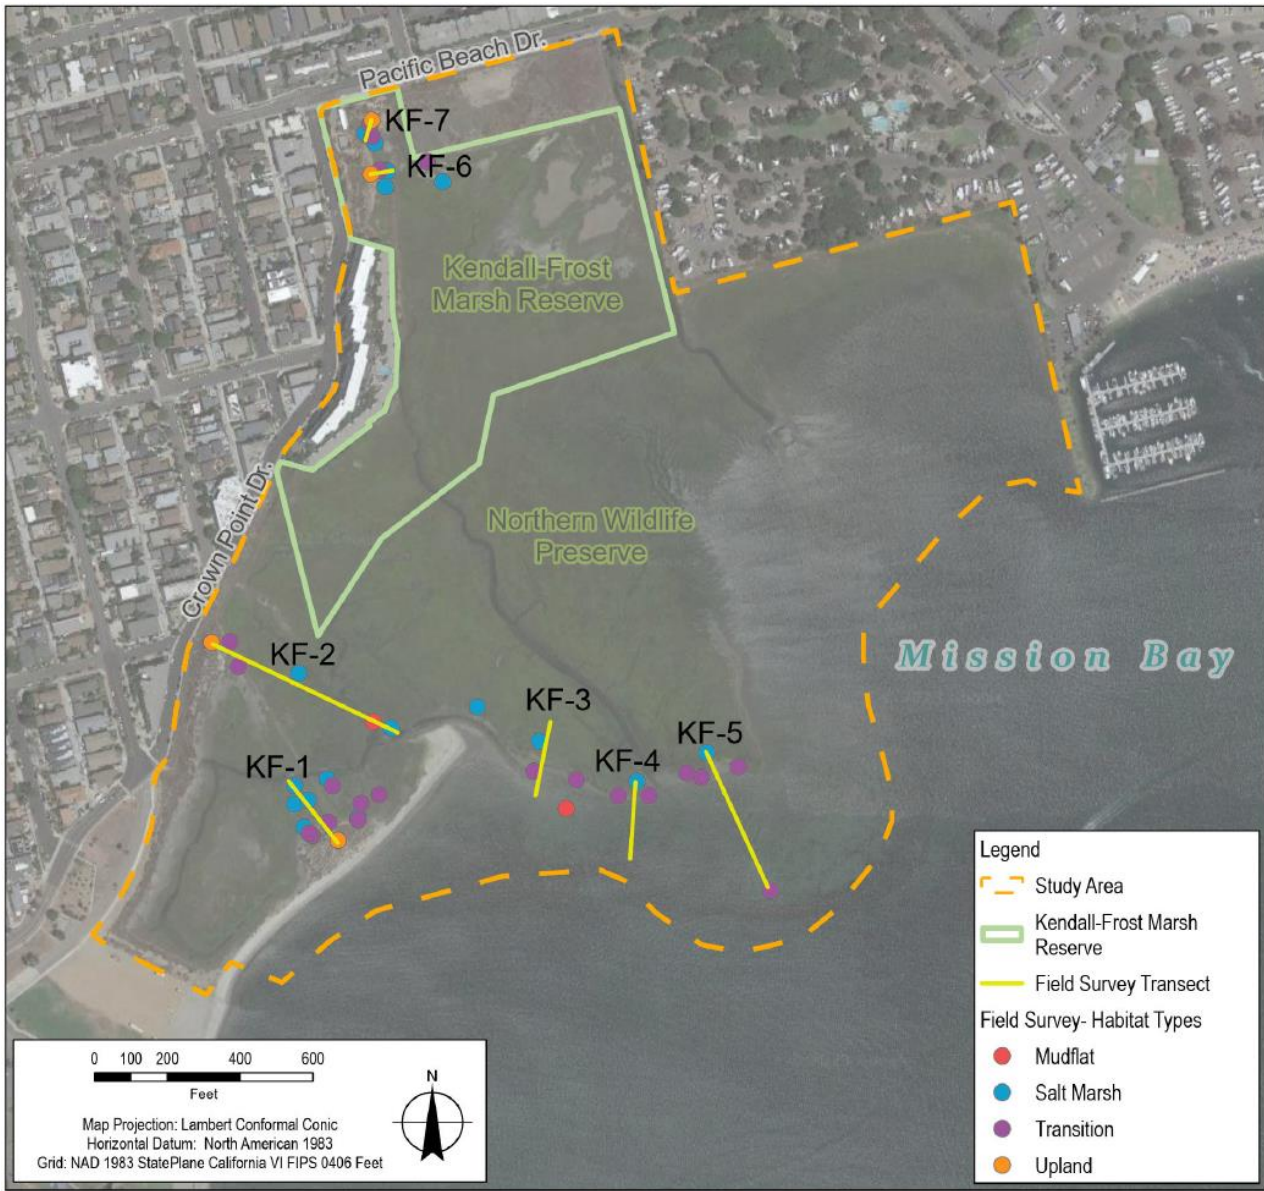 Pacific Beach Dr.
KF-7
KF-6
Kendall-Frost
Marsh Reserve
Crown Point Dr.
Northern Wildlife
Preserve
Mission Bay
KF-2
KF-3
KF-5
KF-4
KF-1
Legend
Study Area
Kendall-Frost Marsh
Reserve
Field Survey Transect
Field Survey- Habitat Types
Mudflat
Salt Marsh
Transition
Upland
0 100 200 400 600
Feet
N
Map Projection: Lambert Conformal Conic
Horizontal Datum: North American 1983
Grid: NAD 1983 StatePlane California VI FIPS 0406 Feet